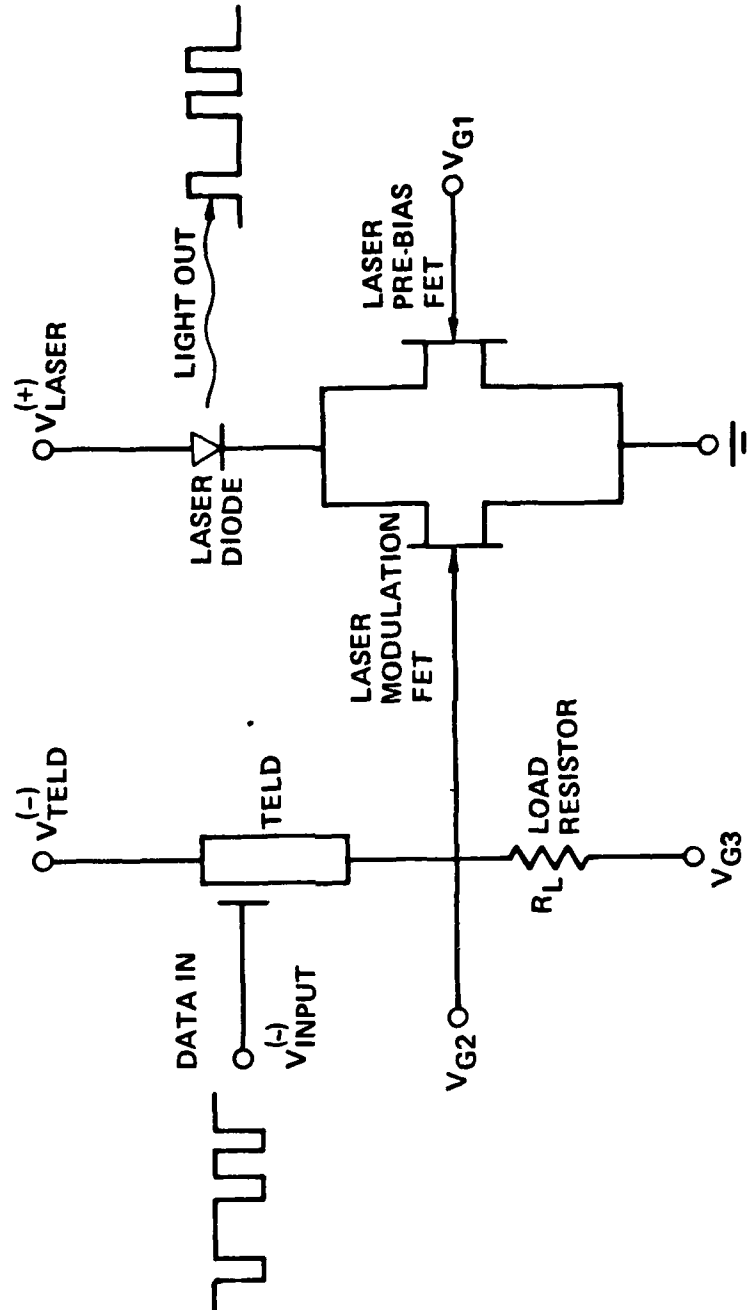 DATA IN
V(-)INPUT
V(-)TELD
TELD
VG2
RL
LOAD
RESISTOR
VG3
LASER
MODULATION
FET
V(+)LASER
LASER
DIODE
LIGHT OUT
LASER
PRE-BIAS
FET
VG1